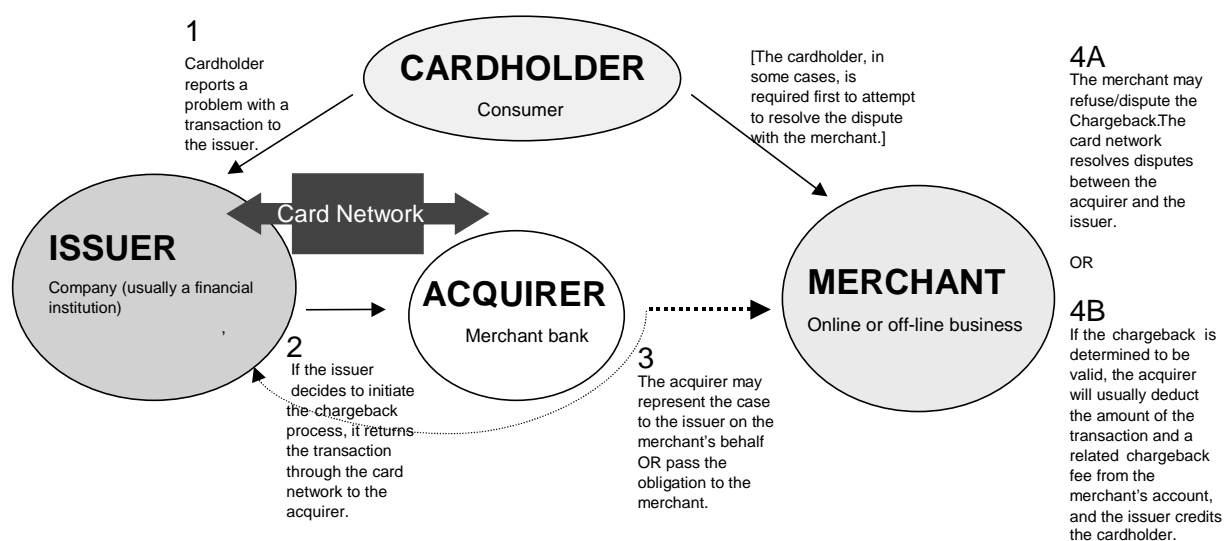 1
Cardholder
reports a
problem with a
transaction to
the issuer.
CARDHOLDER
Consumer
[The cardholder, in
some cases, is
required first to attempt
to resolve the dispute
with the merchant.]
Card Network
ISSUER
Company (usually a financial
institution)
,
ACQUIRER
Merchant bank
MERCHANT
Online or off-line business
2
If the issuer
decides to initiate
the chargeback
process, it returns
the transaction
through the card
network to the
acquirer.
3
The acquirer may
represent the case
to the issuer on the
merchant's behalf
OR pass the
obligation to the
merchant.
4A
The merchant may
refuse/dispute the
Chargeback.The
card network
resolves disputes
between the
acquirer and the
issuer.
OR
4B
If the chargeback is
determined to be
valid, the acquirer
will usually deduct
the amount of the
transaction and a
related chargeback
fee from the
merchant's account,
and the issuer credits
the cardholder.